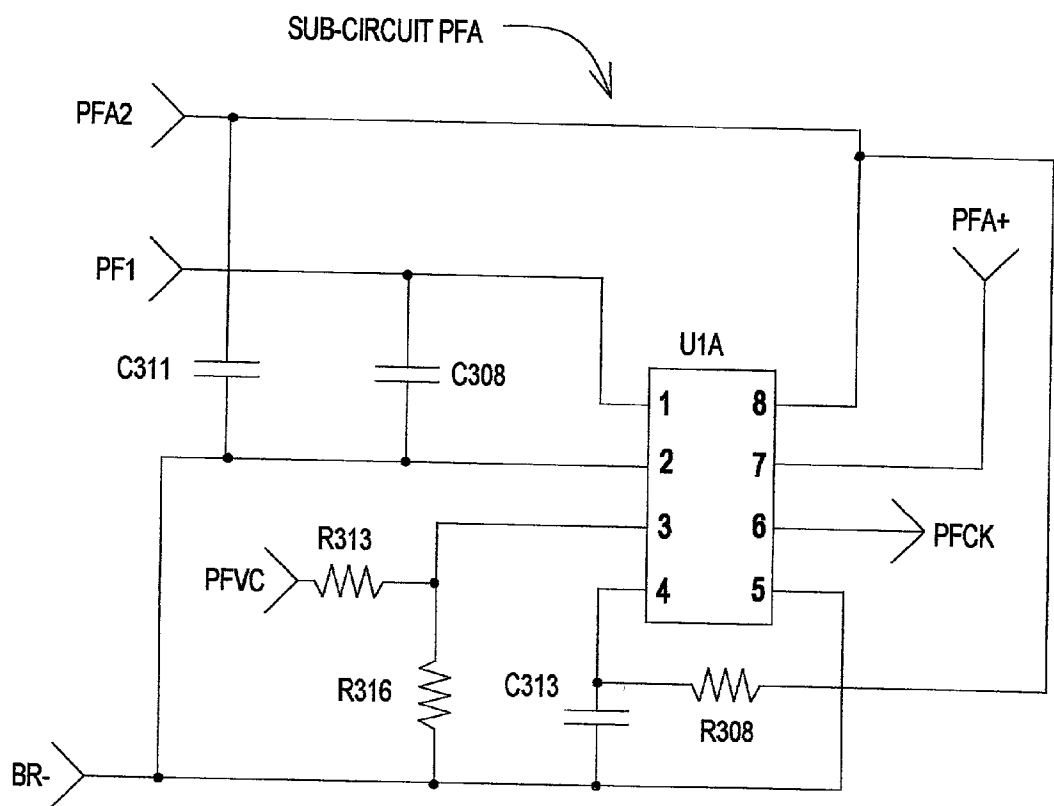 SUB-CIRCUIT PFA
PFA2
PFA+
PF1
U1A
C311
C308
1 8
2 7
3 6
4 5
R313
PFCK
PFVC
R316
C313
R308
BR-